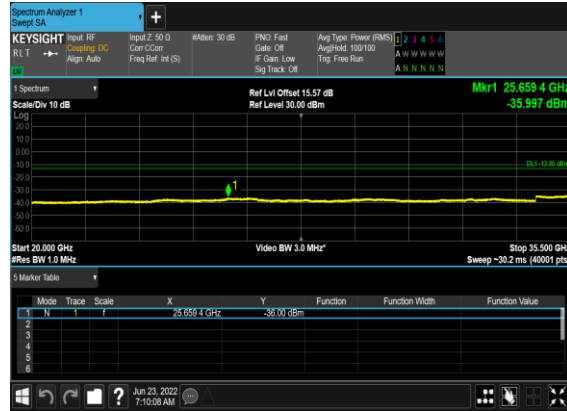 Spectrum Analyzer 1
Swept SA
+
KEYSIGHT Input: RF Input Z: 50 Ω #Atten: 30 dB PNO: Fast Avg Type: Power (RMS) 1 2 3 4 5 6
RLT Coupling: DC Corr CCorr Gate: Off Avg|Hold: 100/100 A W W W W W
Align: Auto Freq Ref: Int (S) IF Gain: Low Trig: Free Run
Sig Track: Off A N N N N N
1 Spectrum
Ref Lvl Offset 15.57 dB Mkr1 25.659 4 GHz
Scale/Div 10 dB Ref Level 30.00 dBm -35.997 dBm
Log
20.0
10.0
0.00
-10.0 DL1 -13.00 dBm
-20.0
-30.0 1
-40.0
-50.0
-60.0
Start 20.000 GHz Video BW 3.0 MHz* Stop 35.500 GHz
#Res BW 1.0 MHz Sweep ~30.2 ms (40001 pts)
5 Marker Table
Mode Trace Scale X Y Function Function Width Function Value
1 N 1 f 25.659 4 GHz -36.00 dBm
2
3
4
5
6
? Jun 23, 2022
7:10:08 AM